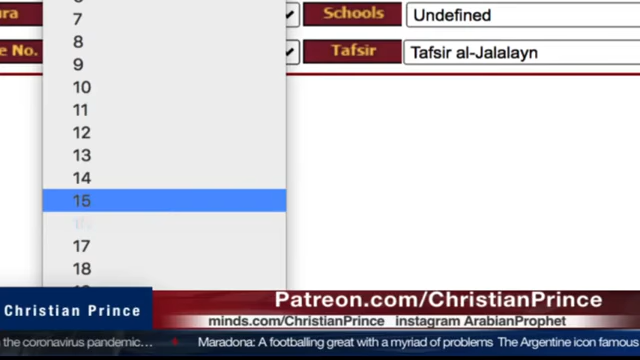 ura
Schools
Undefined
e No.
Tafsir
Tafsir al-Jalalayn
7
8
9
10
11
12
13
14
15
17
18
Christian Prince
Patreon.com/ChristianPrince
minds.com/ChristianPrince instagram ArabianProphet
n the coronavirus pandemic… + Maradona: A footballing great with a myriad of problems The Argentine icon famous,